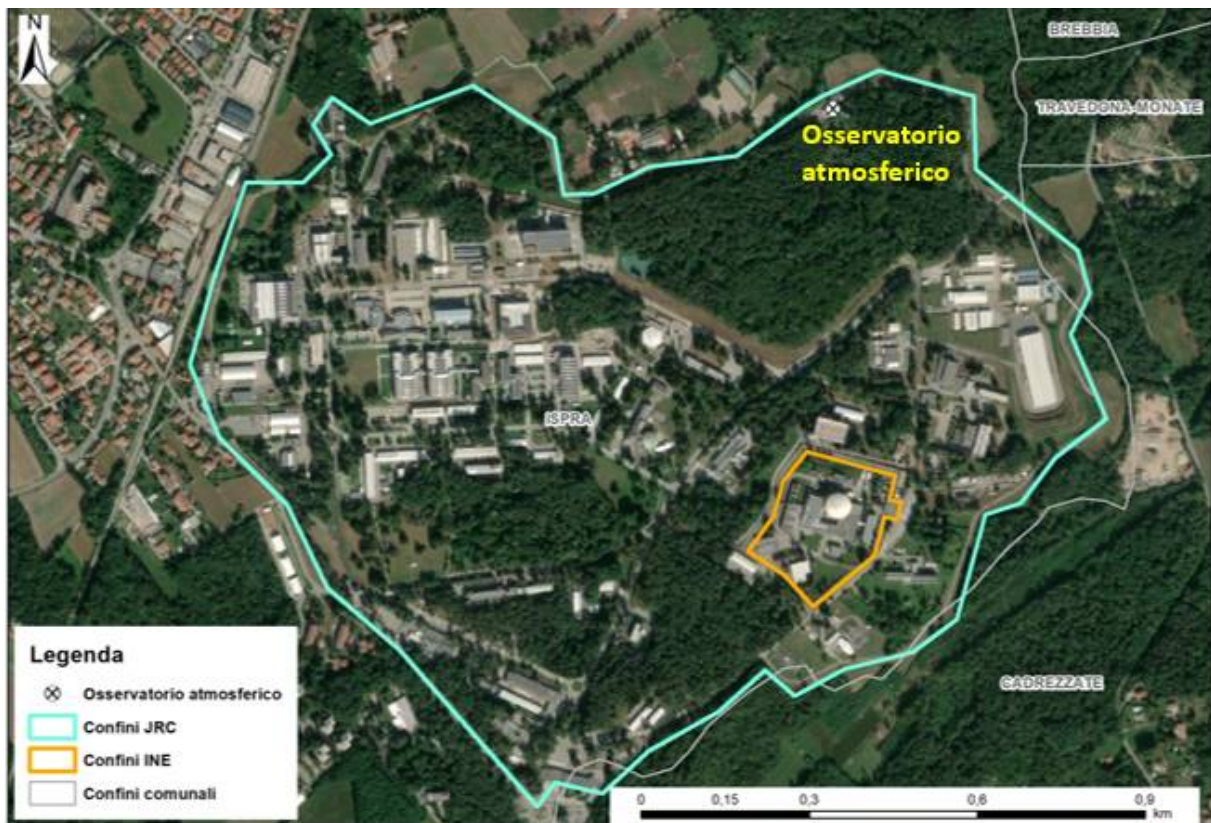 N
BREBBIA
TRAVEDONA-MONATE
Osservatorio
atmosferico
ISPRA
CADREZZATE
Legenda
Osservatorio atmosferico
Confini JRC
Confini INE
Confini comunali
0 0,15 0,3 0,6 0,9
km